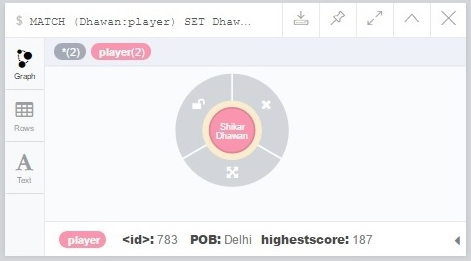 $ MATCH (Dhawan:player) SET Dhaw...
Graph
Rows
A
Text
*(2) player(2)
Shikar
Dhawan
player <id>: 783 POB: Delhi highestscore: 187